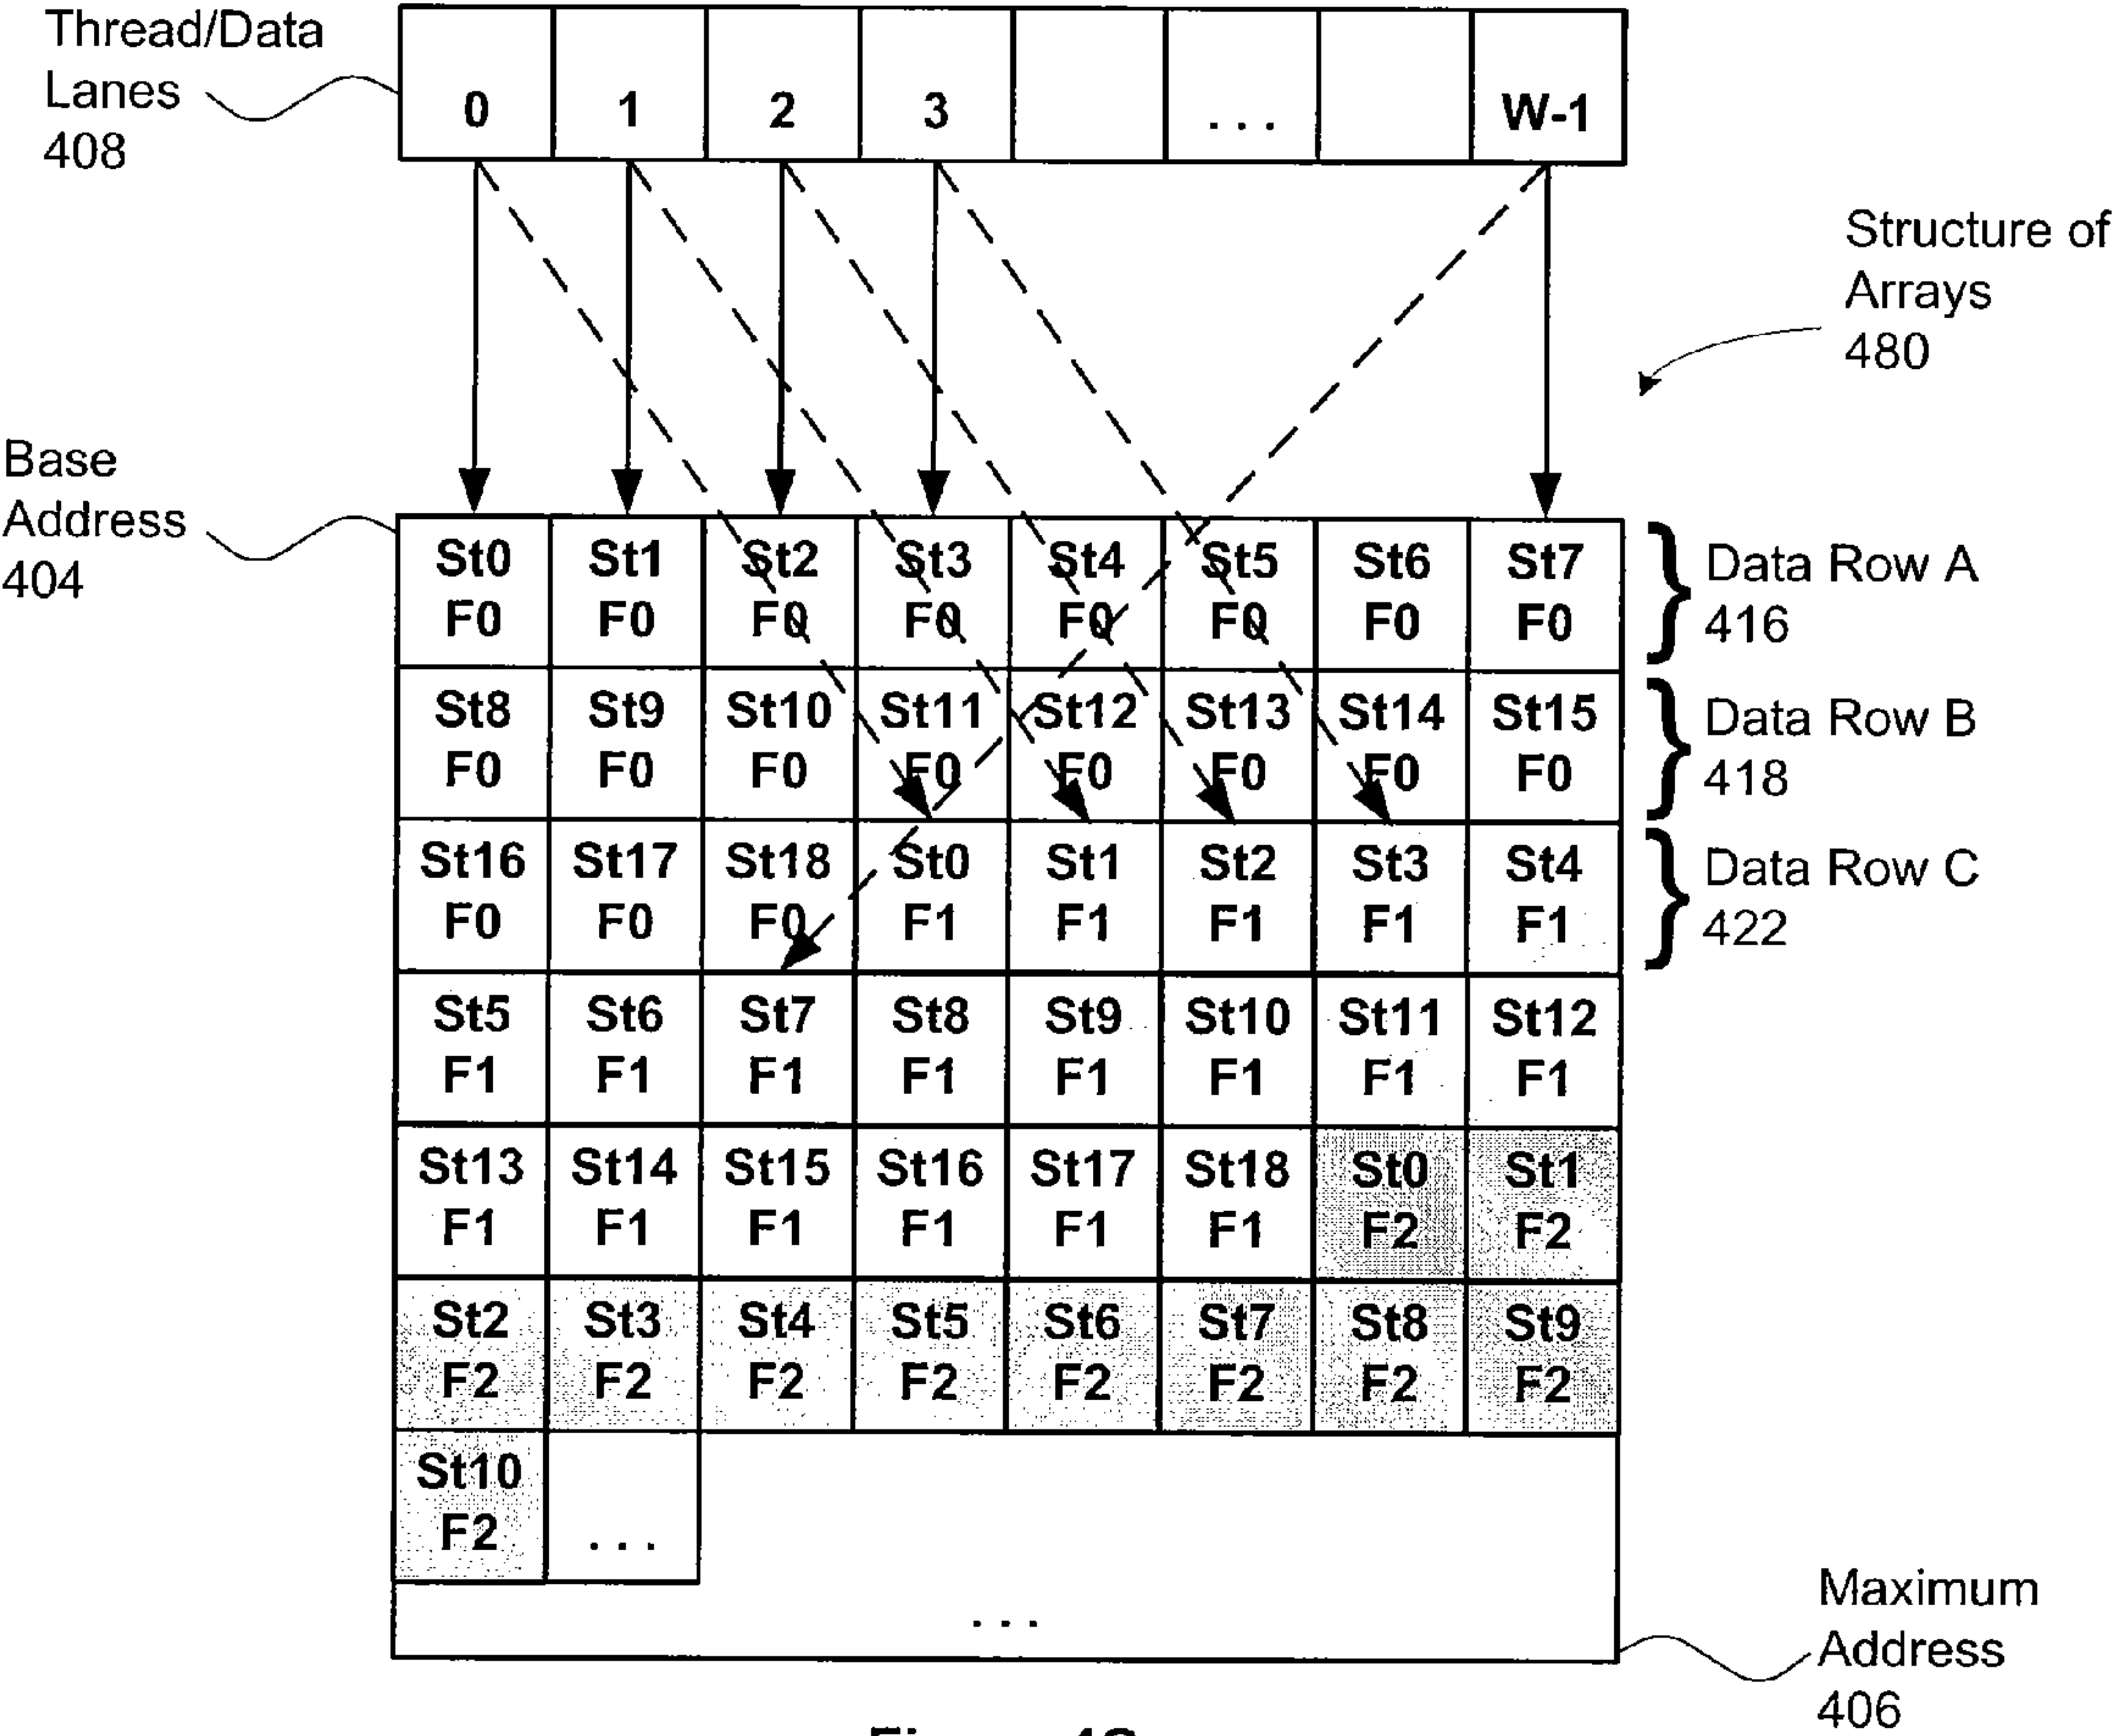 Thread/Data
Lanes
408
0 1 2 3 ... W-1
Structure of
Arrays
480
Base
Address
404
St0 St1 St2 St3 St4 St5 St6 St7
F0 F0 F0 F0 F0 F0 F0 F0
Data Row A
416
St8 St9 St10 St11 St12 St13 St14 St15
F0 F0 F0 F0 F0 F0 F0 F0
Data Row B
418
St16 St17 St18 St0 St1 St2 St3 St4
F0 F0 F0 F1 F1 F1 F1 F1
Data Row C
422
St5 St6 St7 St8 St9 St10 St11 St12
F1 F1 F1 F1 F1 F1 F1 F1
St13 St14 St15 St16 St17 St18 St0 St1
F1 F1 F1 F1 F1 F1 F2 F2
St2 St3 St4 St5 St6 St7 St8 St9
F2 F2 F2 F2 F2 F2 F2 F2
St10
F2 ...
...
Maximum
Address
406